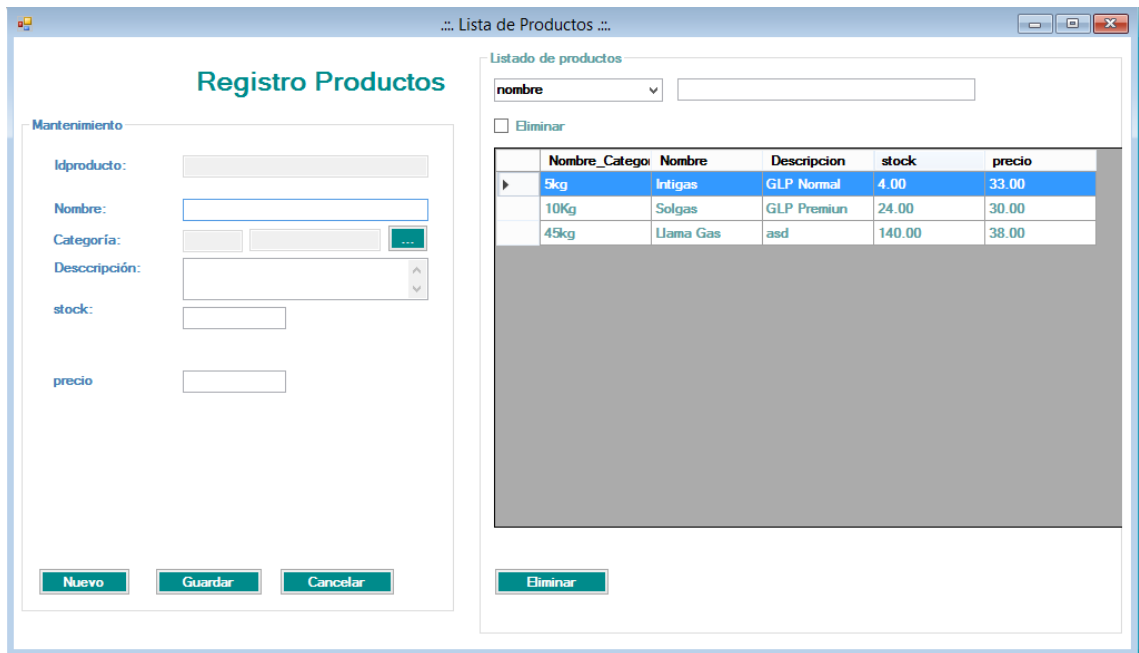 .::. Lista de Productos .::.
Registro Productos
Mantenimiento
Idproducto:
Nombre:
Categoría:
...
Desccripción:
stock:
precio
Nuevo Guardar Cancelar
Listado de productos
nombre
Eliminar
Nombre_Categor Nombre Descripcion stock precio
5kg Intigas GLP Normal 4.00 33.00
10Kg Solgas GLP Premiun 24.00 30.00
45kg Llama Gas asd 140.00 38.00
Eliminar